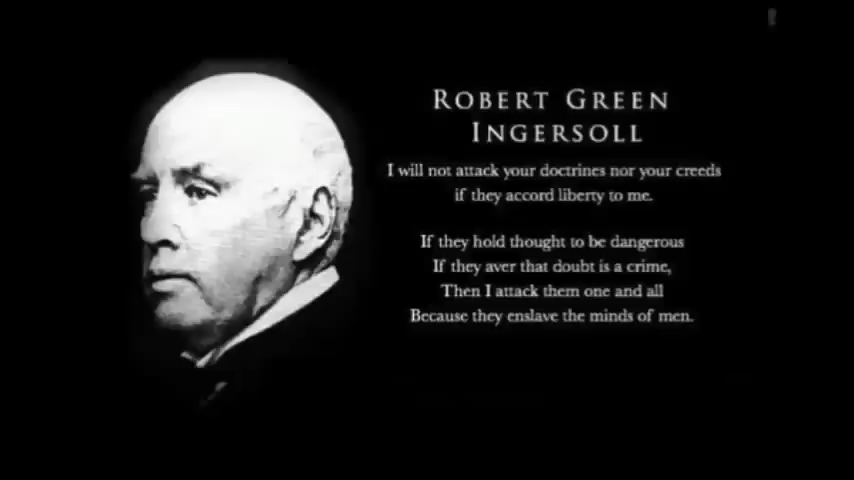 ROBERT GREEN
INGERSOLL
I will not attack your doctrines nor your creeds
if they accord liberty to me.
If they hold thought to be dangerous
If they aver that doubt is a crime,
Then I attack them one and all
Because they enslave the minds of men.